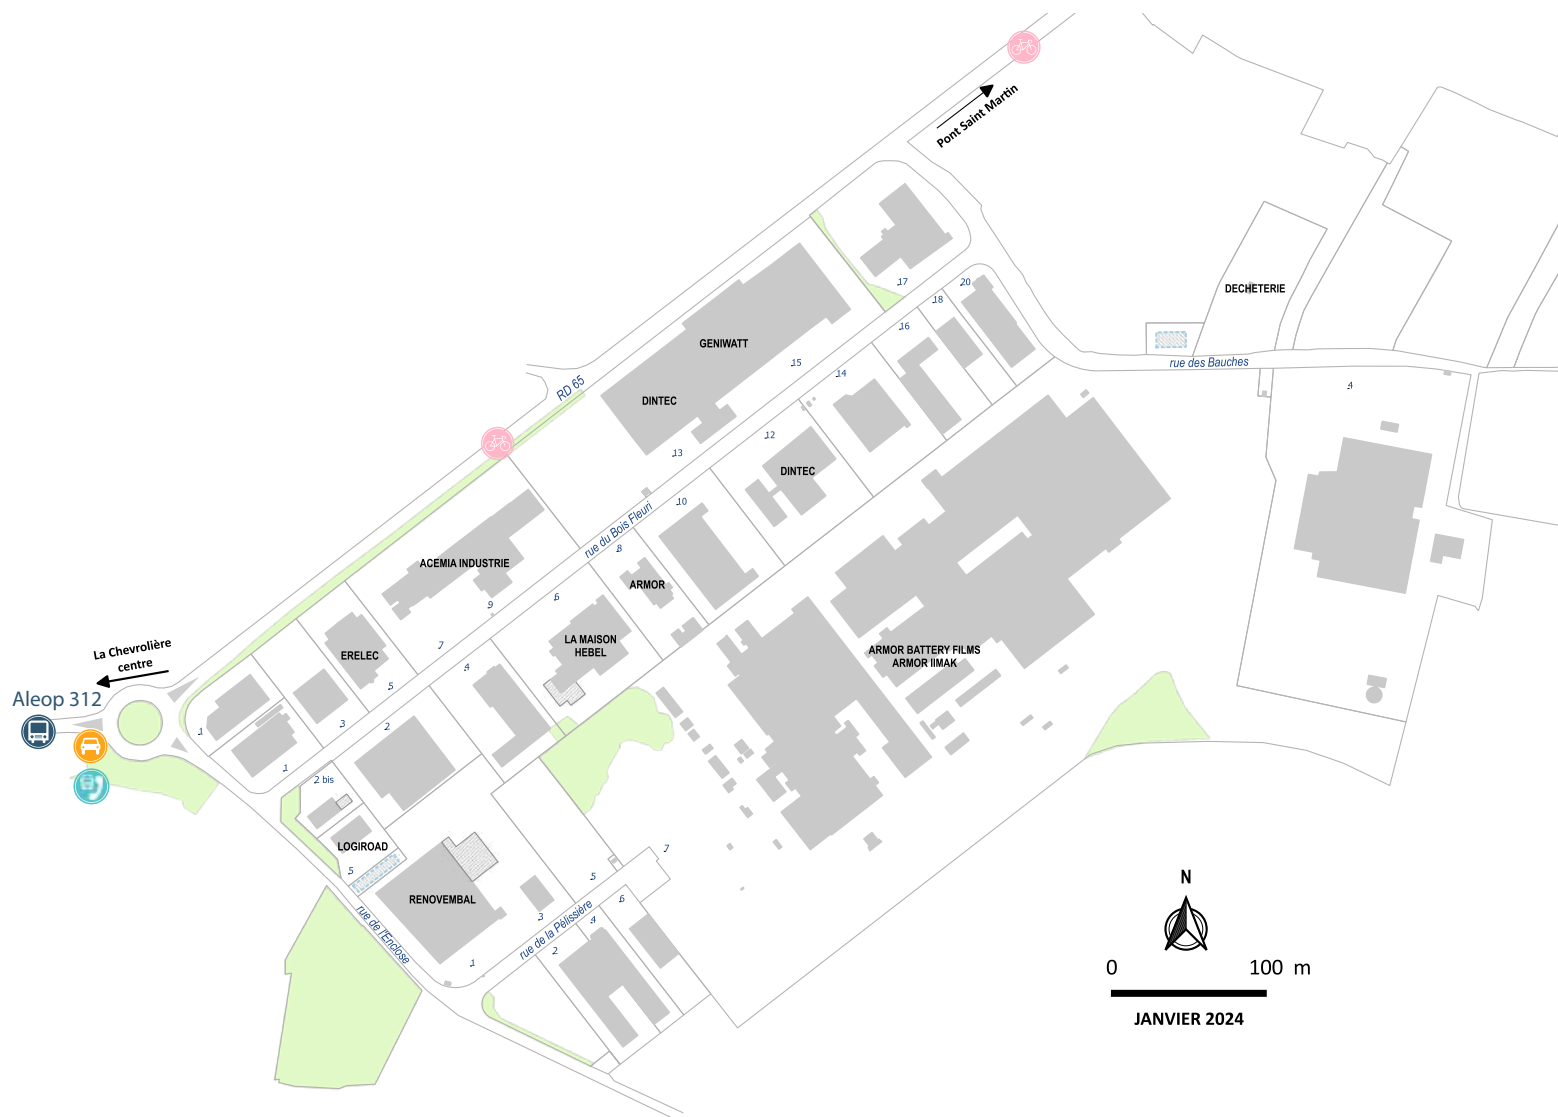 Pont Saint Martin
17
20
18
DECHETERIE
16
GENIWATT
rue des Bauches
15
14
4
RD 65
DINTEC
12
13
DINTEC
10
rue du Bois Fleuri
8
ACEMIA INDUSTRIE
ARMOR
6
9
La Chevrolière
centre
7
LA MAISON
HEBEL
ARMOR BATTERY FILMS
ARMOR IIMAK
ERELEC
4
5
Aleop 312
3
2
1
1
2 bis
LOGIROAD
7
5
5
RENOVEMBAL
6
3
4
rue de la Pélissière
rue de l'Enclose
2
1
N
0 100 m
JANVIER 2024